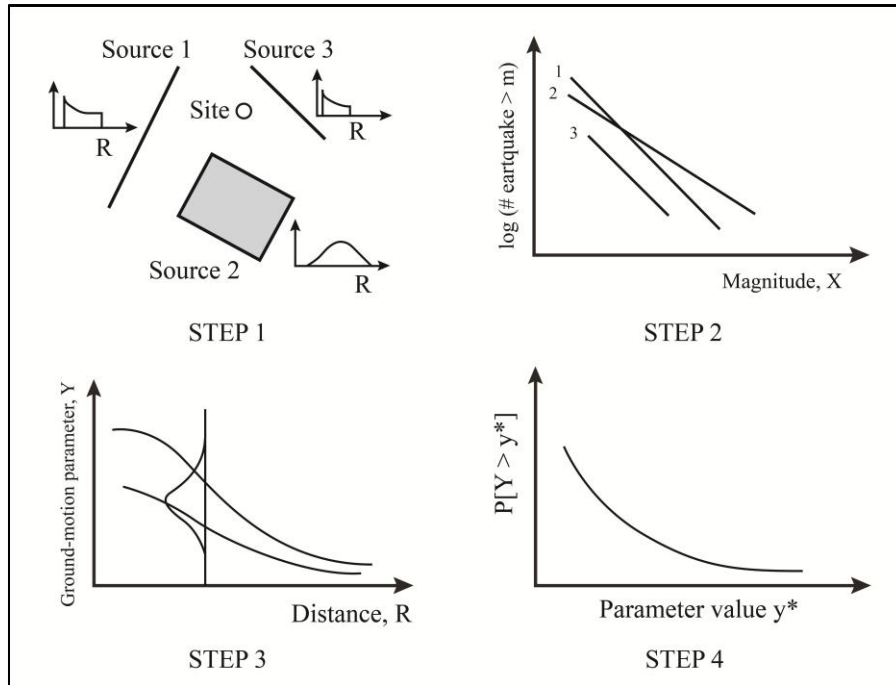 Source 1
Source 3
Site
R
R
Source 2
R
STEP 1
log (# eartquake > m)
1
2
3
Magnitude, X
STEP 2
Ground-motion parameter, Y
Distance, R
STEP 3
P[Y > y*]
Parameter value y*
STEP 4